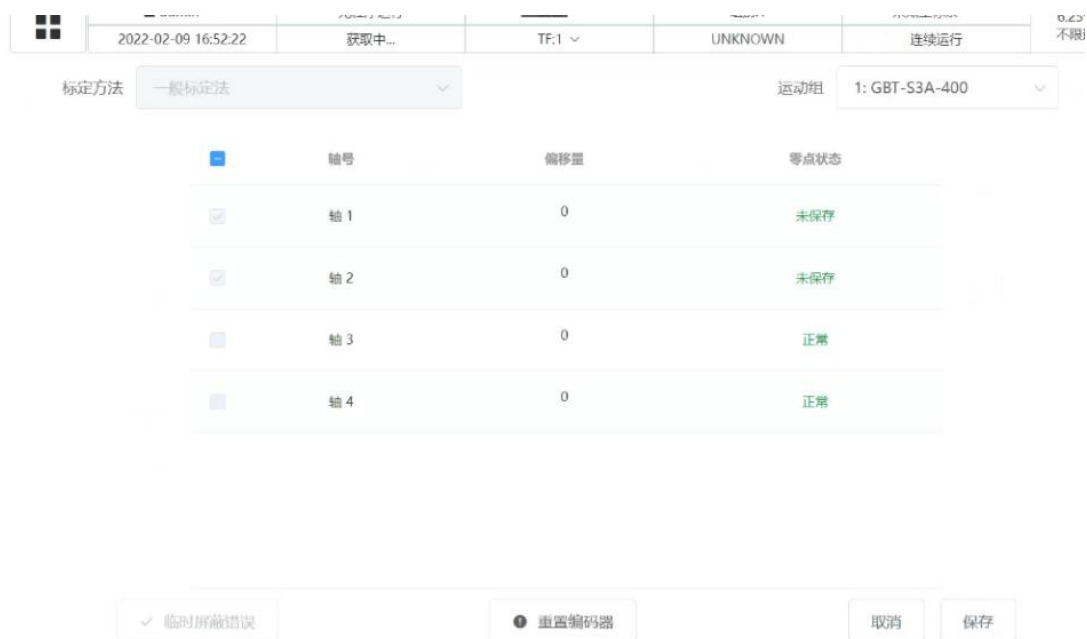 2022-02-09 16:52:22 获取中... TF:1 UNKNOWN 连续运行
标定方法 一般标定法 运动组 1: GBT-S3A-400
轴号 偏移量 零点状态
轴 1 0 未保存
轴 2 0 未保存
轴 3 0 正常
轴 4 0 正常
临时屏蔽错误 重置编码器 取消 保存